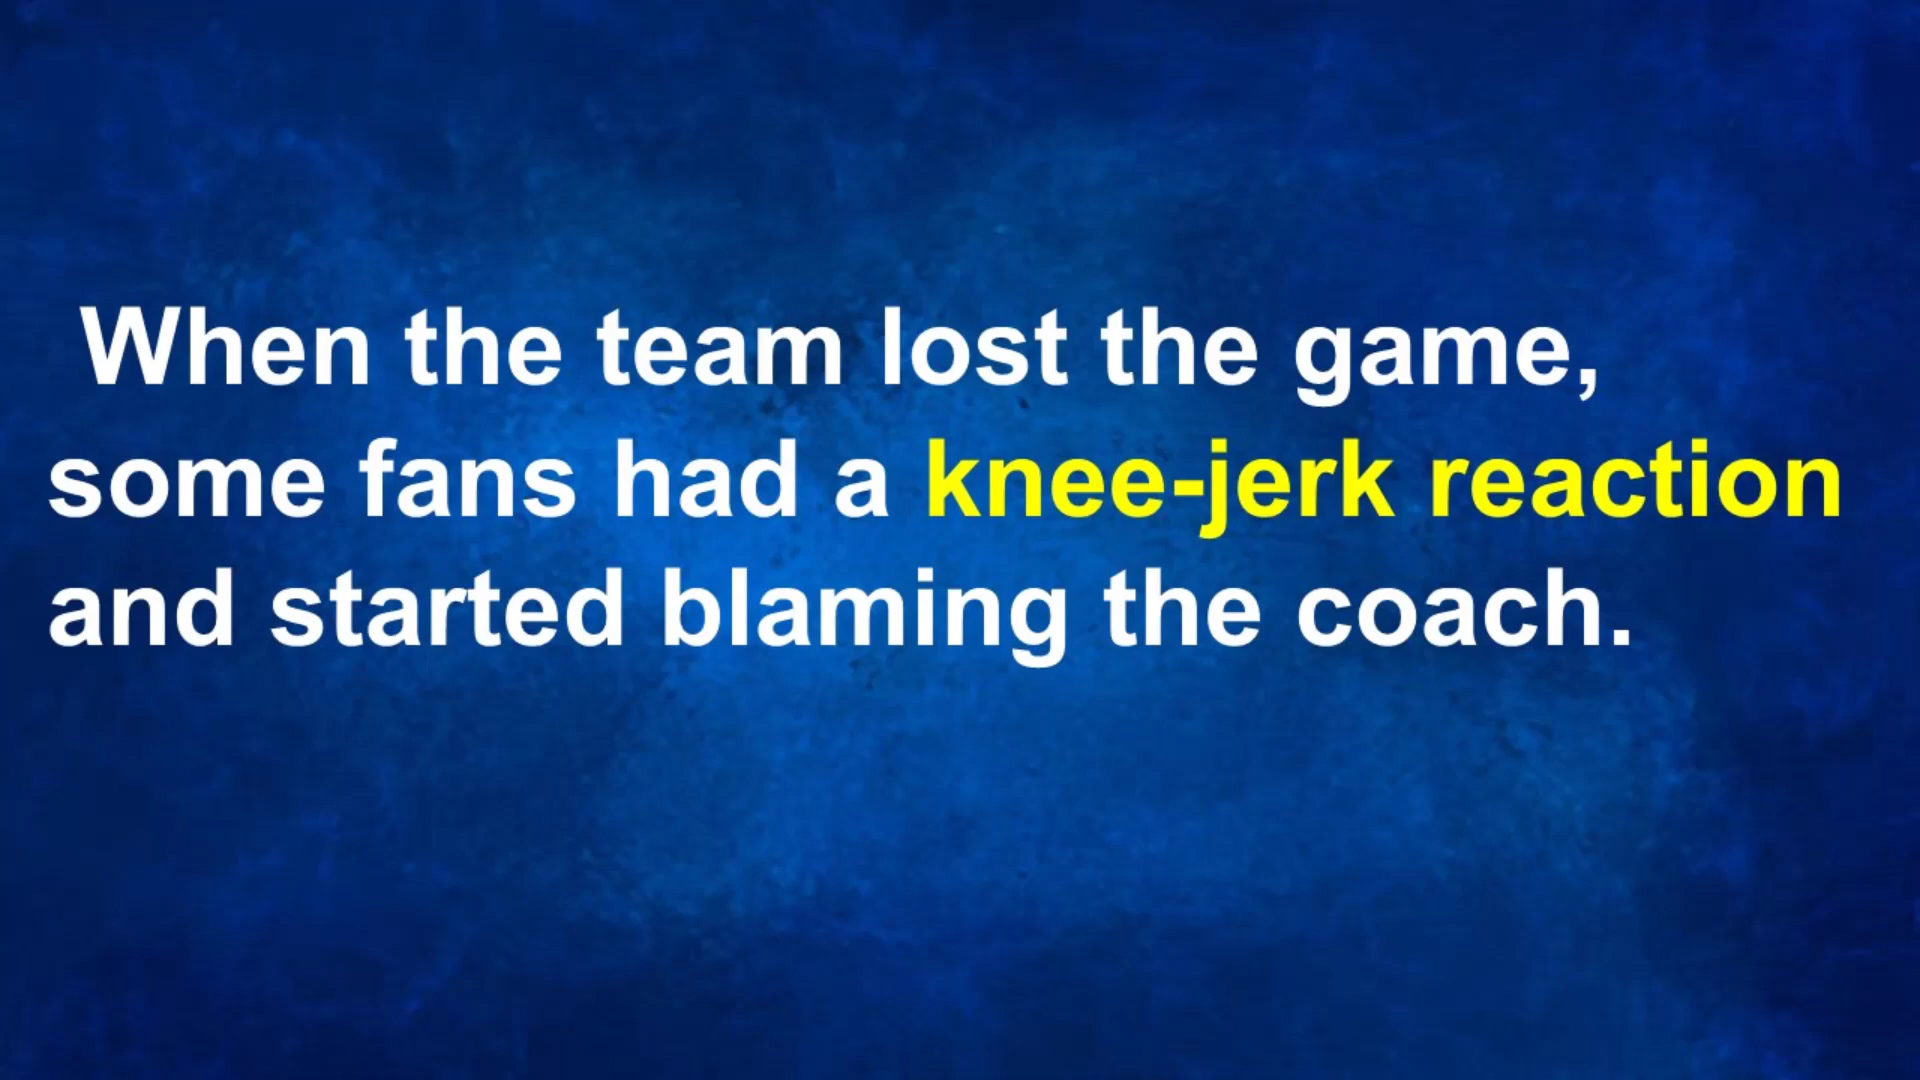 When the team lost the game,
some fans had a knee-jerk reaction
and started blaming the coach.